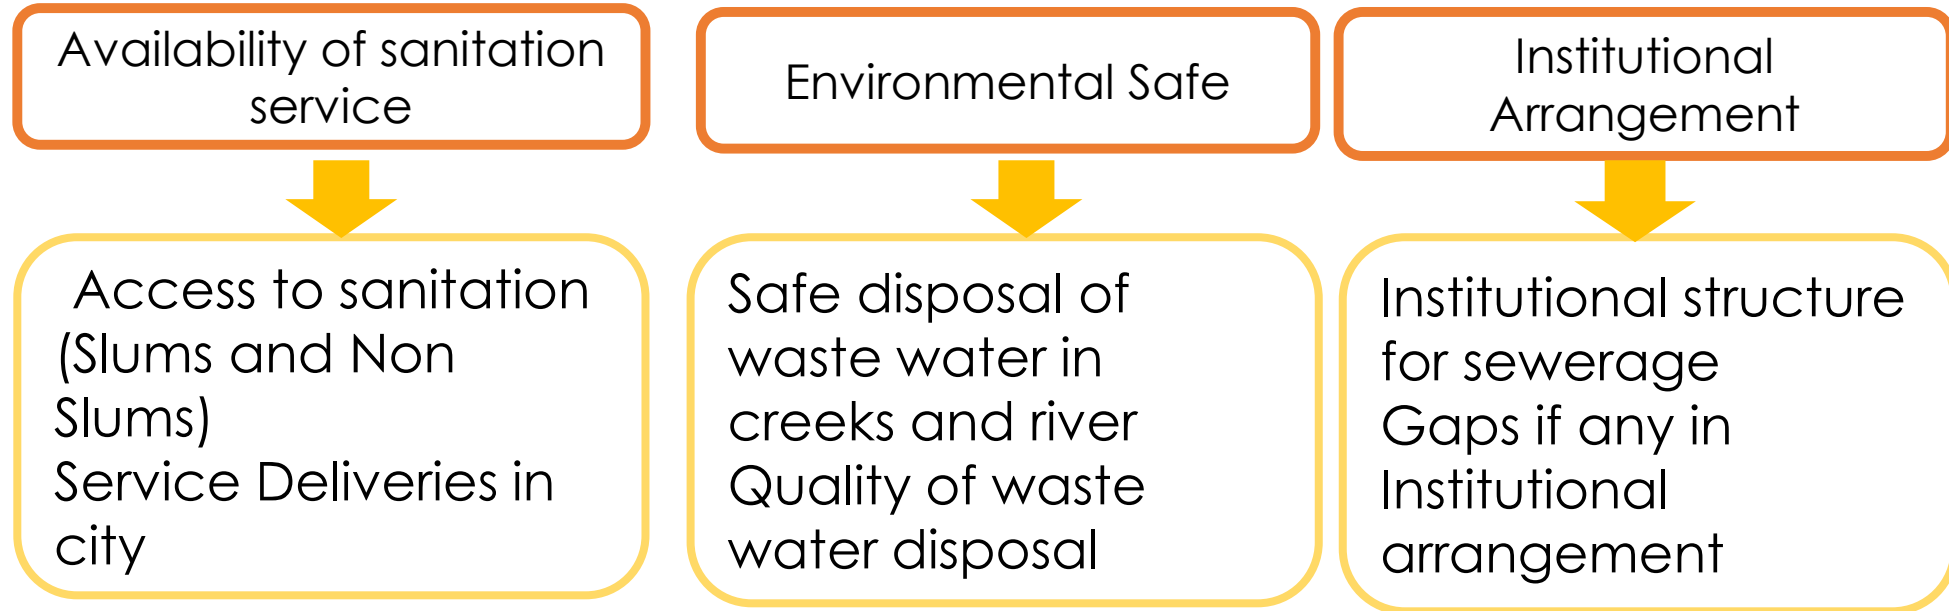 Availability of sanitation
service
Environmental Safe
Institutional
Arrangement
Access to sanitation
(Slums and Non
Slums)
Service Deliveries in
city
Safe disposal of
waste water in
creeks and river
Quality of waste
water disposal
Institutional structure
for sewerage
Gaps if any in
Institutional
arrangement